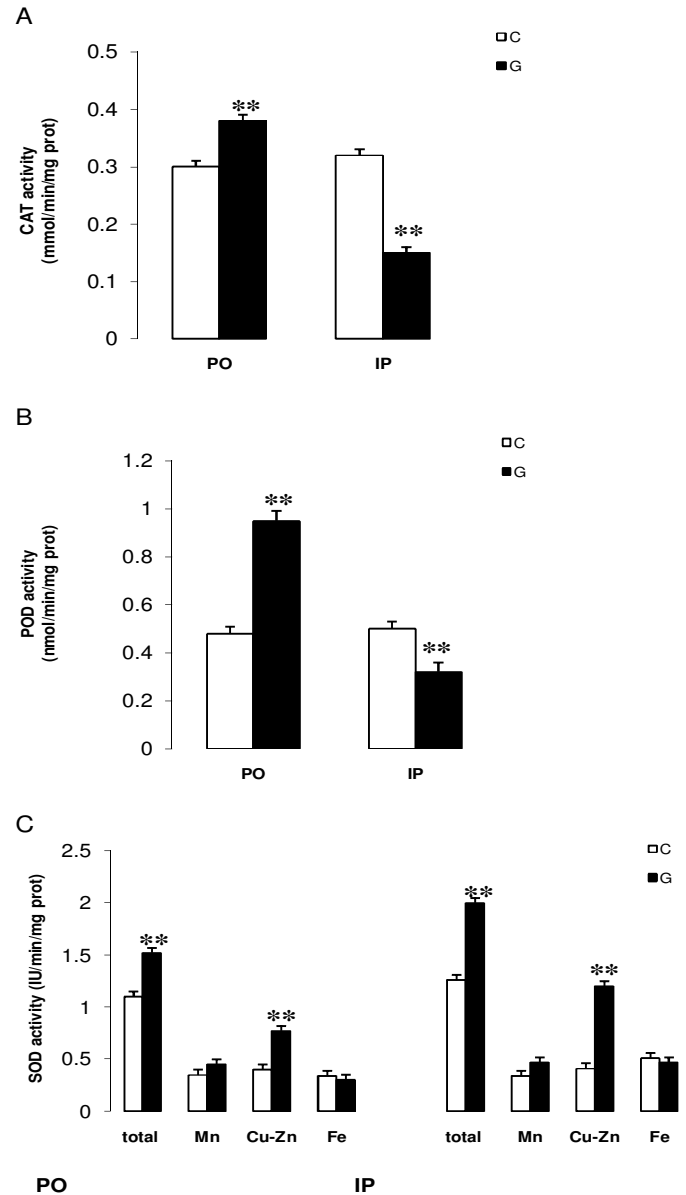 A
C
G
0.5
0.4
0.3
0.2
0.1
0
CAT activity
(mmol/min/mg prot)
**
**
PO IP
B
C
G
1.2
1
0.8
0.6
0.4
0.2
0
POD activity
(nmol/min/mg prot)
**
**
PO IP
C
C
G
2.5
2
1.5
1
0.5
0
SOD activity (IU/min/mg prot)
**
**
**
**
total Mn Cu-Zn Fe total Mn Cu-Zn Fe
PO IP